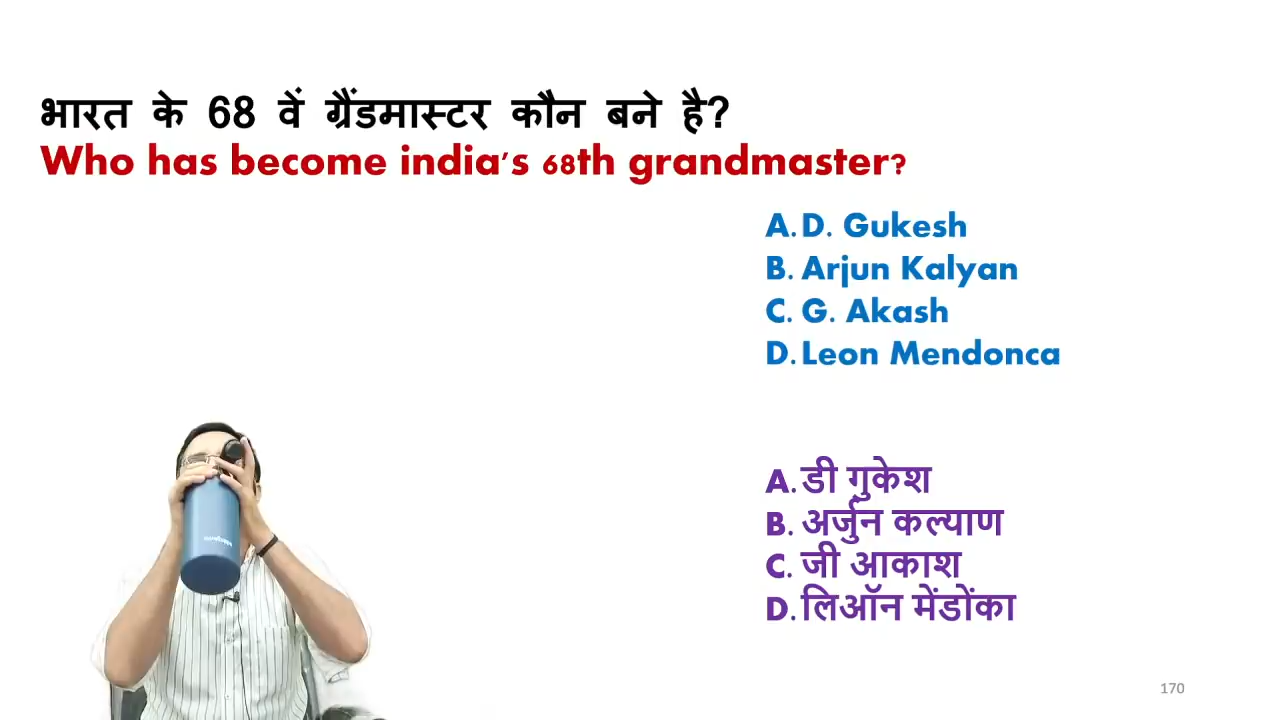 भारत के 68 वें ग्रैंडमास्टर कौन बने है?
Who has become india's 68th grandmaster?
A. D. Gukesh
B. Arjun Kalyan
C. G. Akash
D. Leon Mendonca
A. डी गुकेश
B. अर्जुन कल्याण
C. जी आकाश
D. लिऑन मेंडोंका
170